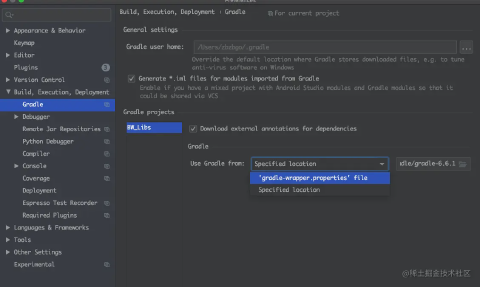 Build, Execution, Deployment › Gradle
For current project
General settings
Gradle user home:
.gradle
...
Override the default location where Gradle stores downloaded files, e.g. to tune
anti-virus software on Windows
Generate *.iml files for modules imported from Gradle
Enable if you have a mixed project with Android Studio modules and Gradle modules so that it
could be shared via VCS
Gradle projects
BW_Libs
Download external annotations for dependencies
Gradle
Use Gradle from:
Specified location
dle/gradle-6.6.1
'gradle-wrapper.properties' file
Specified location
Appearance & Behavior
Keymap
Editor
Plugins
Version Control
Build, Execution, Deployment
Gradle
Debugger
Remote Jar Repositories
Python Debugger
Compiler
Console
Coverage
Deployment
Espresso Test Recorder
Required Plugins
Languages & Frameworks
Tools
Other Settings
Experimental
@稀土掘金技术社区